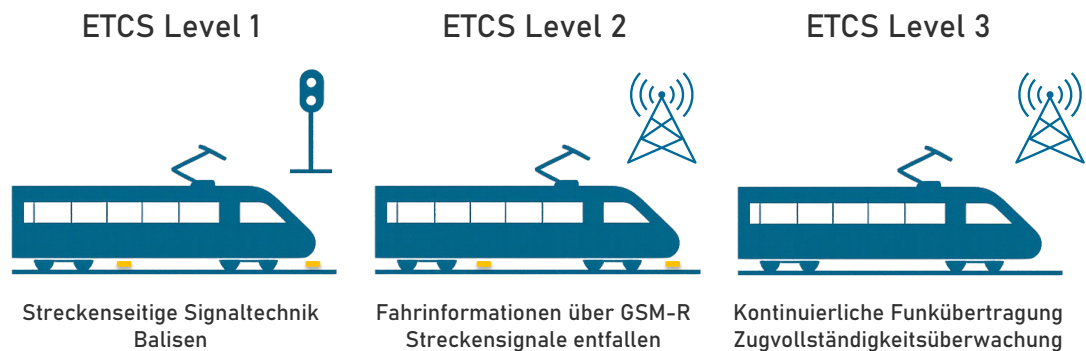 ETCS Level 1
ETCS Level 2
ETCS Level 3
Streckenseitige Signaltechnik
Balisen
Fahrinformationen über GSM-R
Streckensignale entfallen
Kontinuierliche Funkübertragung
Zugvollständigkeitsüberwachung